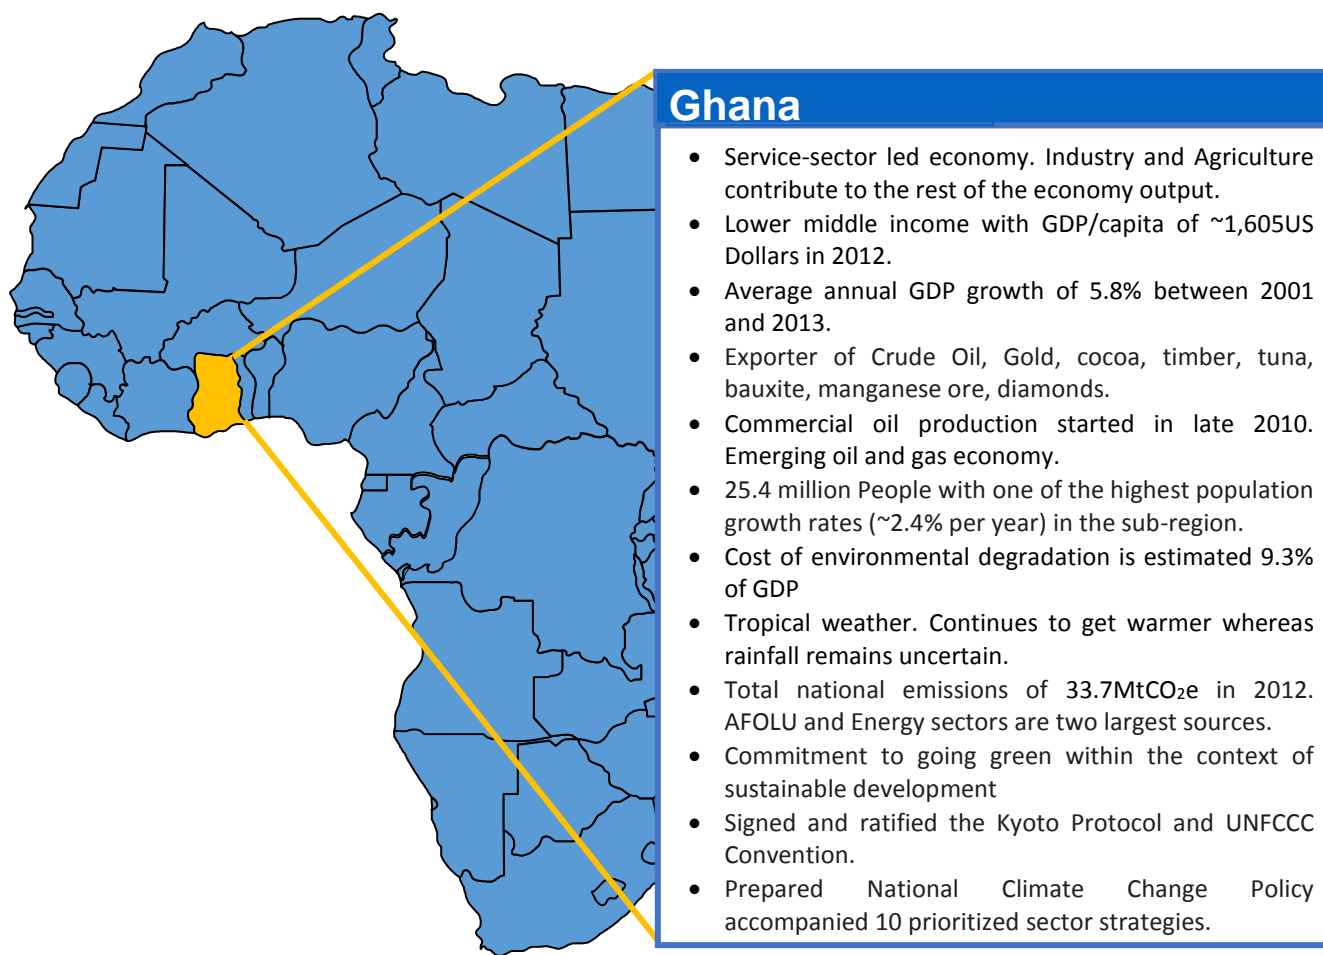 Ghana
• Service-sector led economy. Industry and Agriculture
contribute to the rest of the economy output.
• Lower middle income with GDP/capita of ~1,605US
Dollars in 2012.
• Average annual GDP growth of 5.8% between 2001
and 2013.
• Exporter of Crude Oil, Gold, cocoa, timber, tuna,
bauxite, manganese ore, diamonds.
• Commercial oil production started in late 2010.
Emerging oil and gas economy.
• 25.4 million People with one of the highest population
growth rates (~2.4% per year) in the sub-region.
• Cost of environmental degradation is estimated 9.3%
of GDP
• Tropical weather. Continues to get warmer whereas
rainfall remains uncertain.
• Total national emissions of 33.7MtCO₂e in 2012.
AFOLU and Energy sectors are two largest sources.
• Commitment to going green within the context of
sustainable development
• Signed and ratified the Kyoto Protocol and UNFCCC
Convention.
• Prepared National Climate Change Policy
accompanied 10 prioritized sector strategies.